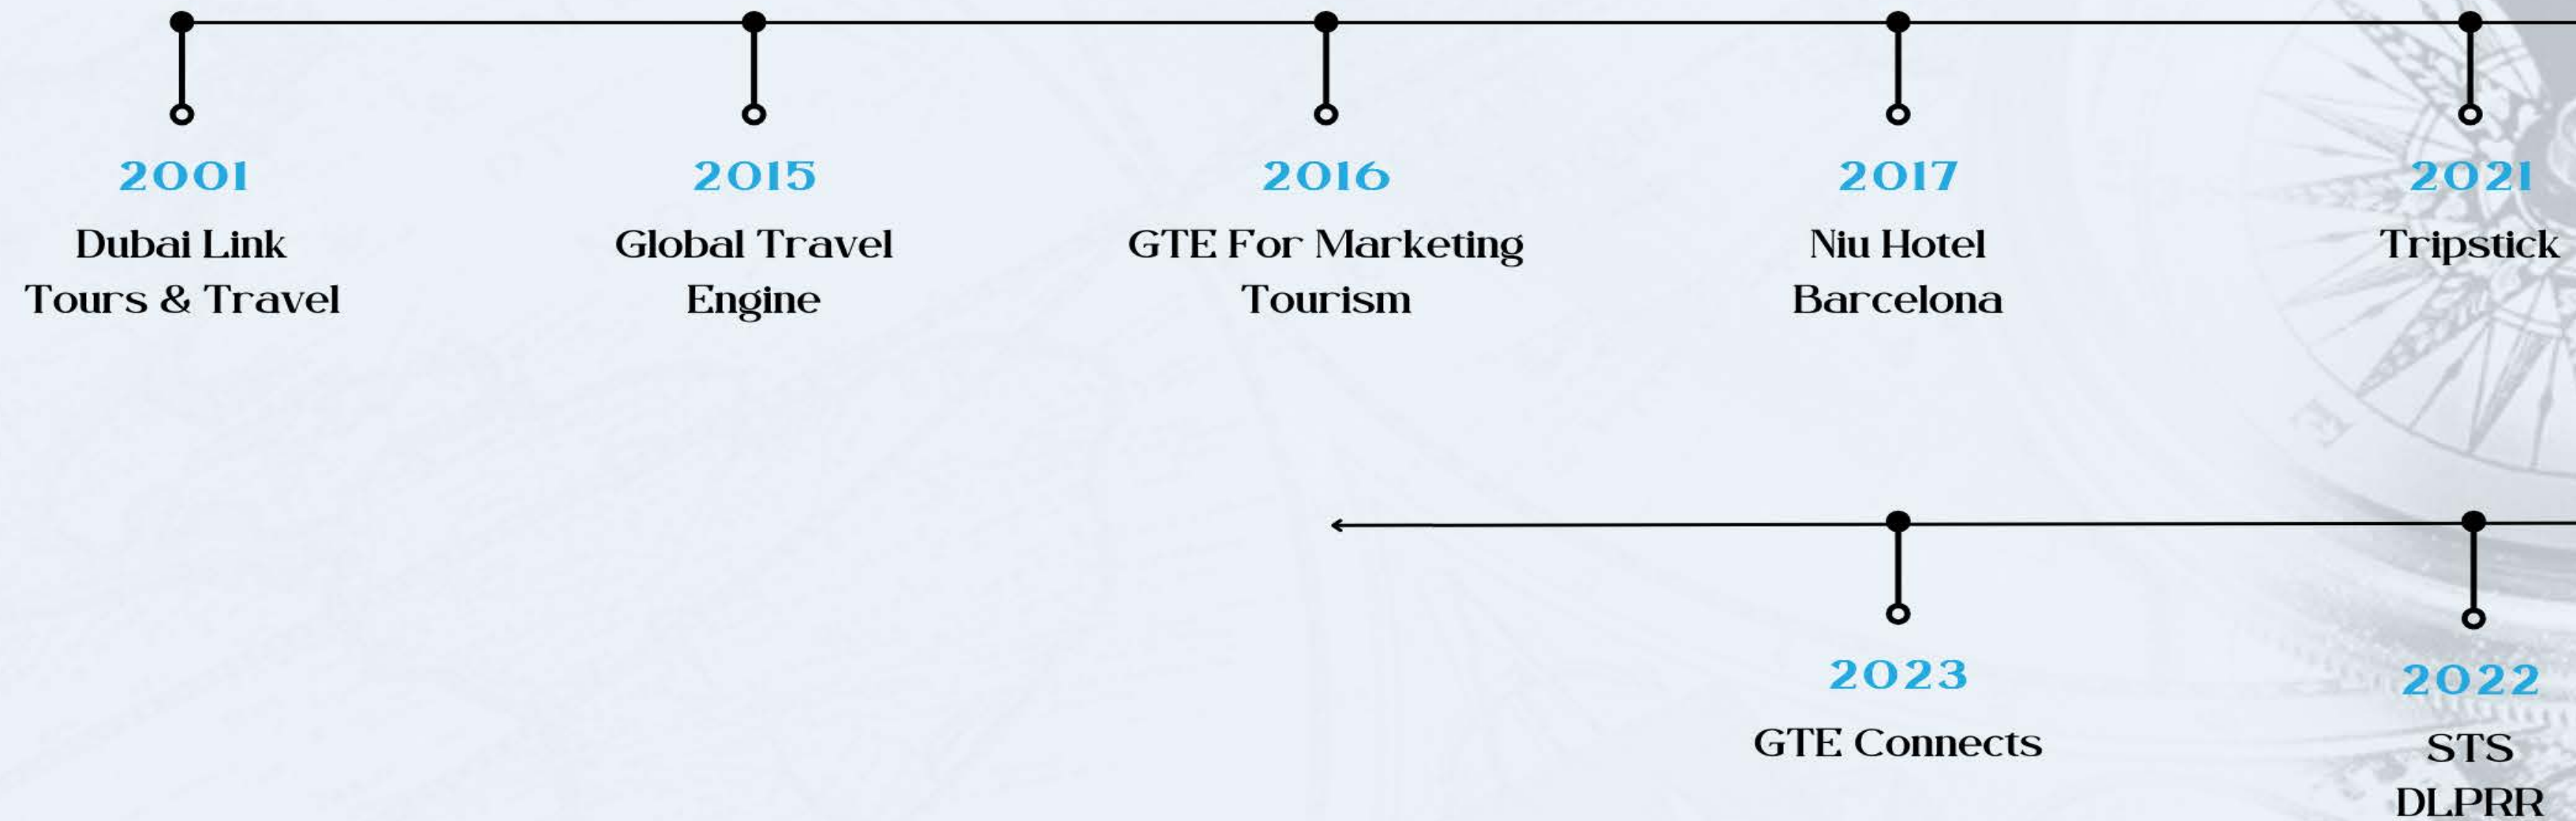 2001
Dubai Link
Tours & Travel
2015
Global Travel
Engine
2016
GTE For Marketing
Tourism
2017
Niu Hotel
Barcelona
2021
Tripstick
2023
GTE Connects
2022
STS
DLPRR